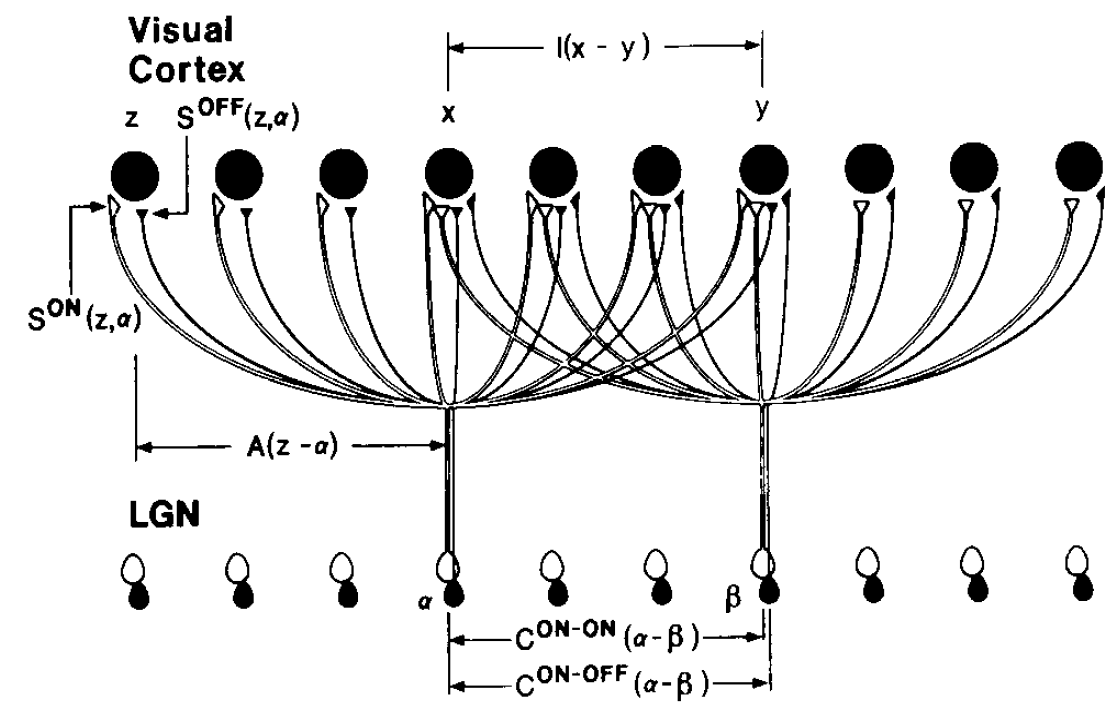 Visual
Cortex
I(x - y)
z S^OFF(z,α) x y
S^ON(z,α)
A(z -α)
LGN
α β
C^ON-ON(α-β)
C^ON-OFF(α-β)